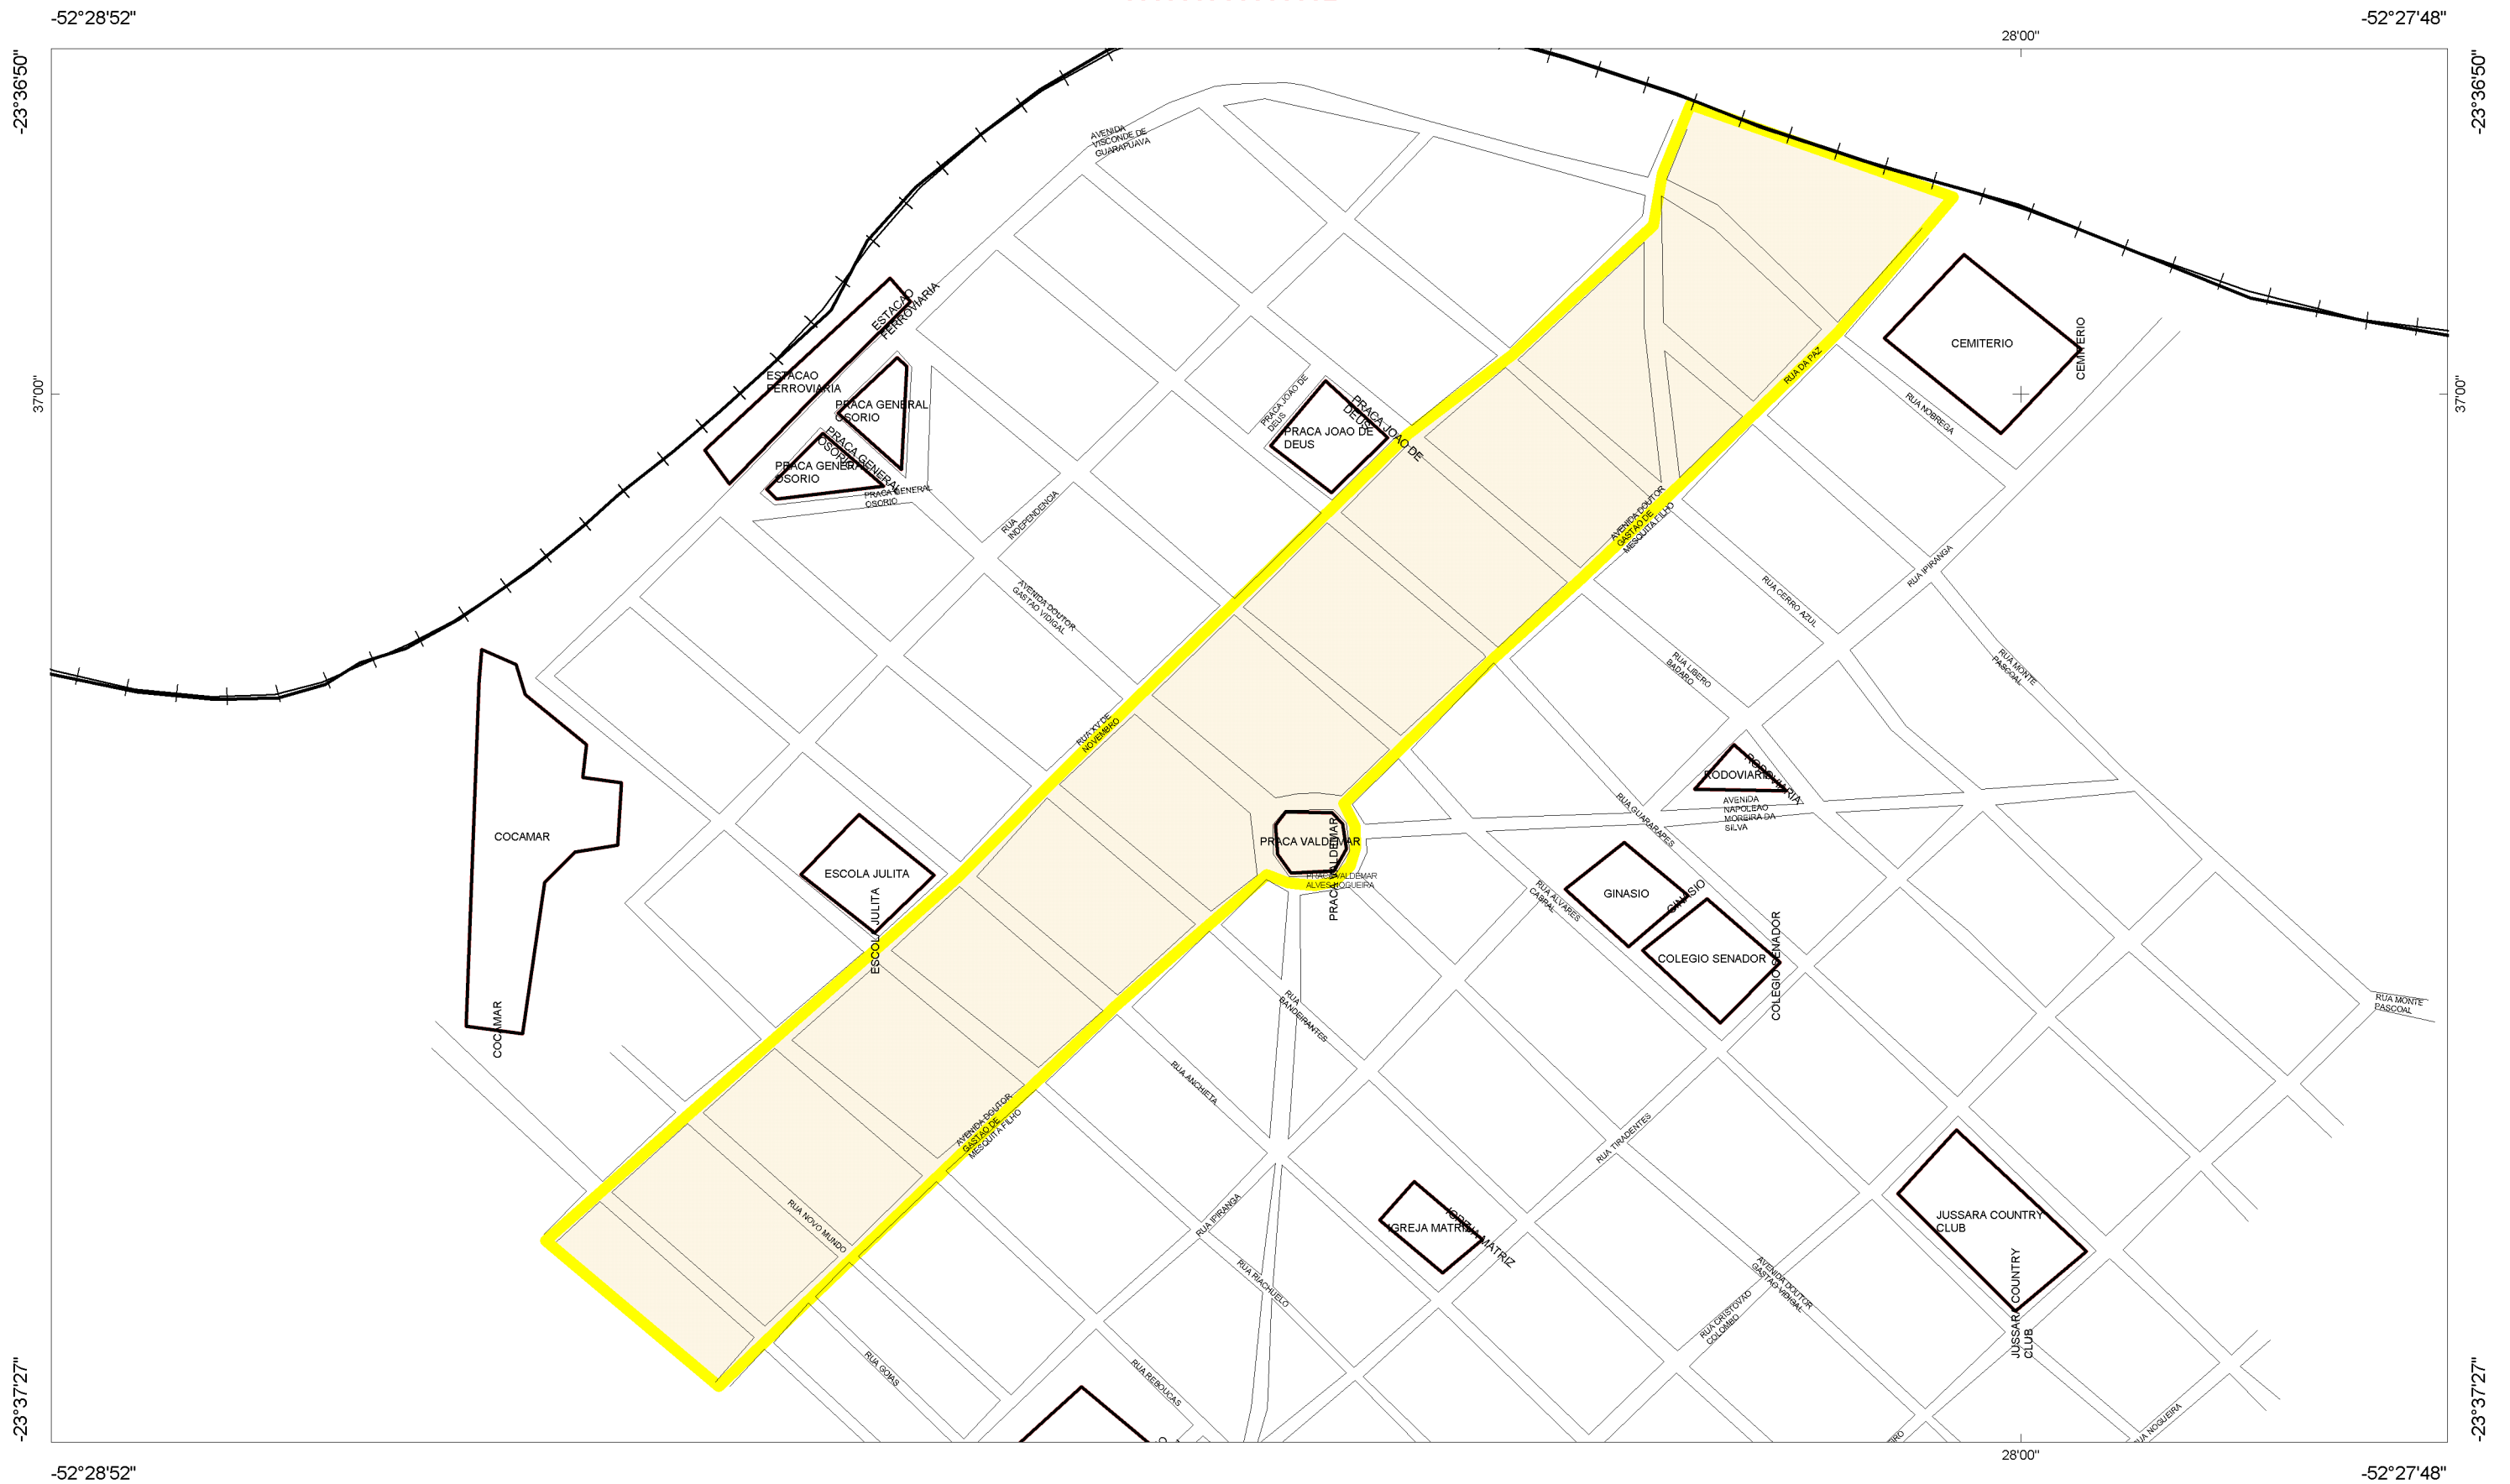 -52°28'52"
-52°27'48"
28'00"
-23°36'50"
-23°36'50"
AVENIDA
VISCONDE DE
GUARAPUAVA
ESTACAO
FERROVIARIA
ESTACAO
FERROVIARIA
CEMITERIO
CEMITERIO
RUA DA PAZ
37'00"
37'00"
PRACA GENERAL
OSORIO
PRACA JOAO DE
DEUS
PRACA JOAO DE
DEUS
PRACA JOAO DE
DEUS
RUA NOBREGA
PRACA GENERAL
OSORIO
PRACA GENERAL
OSORIO
PRACA GENERAL
OSORIO
RUA
INDEPENDENCIA
AVENIDA DOUTOR
GASTAO DE
MESQUITA FILHO
RUA IPIRANGA
RUA CERRO AZUL
AVENIDA DOUTOR
GASTAO VIDIGAL
RUA LIBERO
BADARO
RUA MONTE
PASCOAL
RUA XV DE
NOVEMBRO
RODOVIARIA
RODOVIARIA
AVENIDA
NAPOLEAO
MOREIRA DA
SILVA
RUA GUARARAPES
COCAMAR
PRACA VALDEMAR
PRACA VALDEMAR
PRACA VALDEMAR
ALVES NOGUEIRA
ESCOLA JULITA
ESCOLA JULITA
RUA ALVARES
CABRAL
GINASIO
GINASIO
COLEGIO SENADOR
COLEGIO SENADOR
COCAMAR
RUA
BANDEIRANTES
RUA MONTE
PASCOAL
RUA ANCHIETA
AVENIDA DOUTOR
GASTAO DE
MESQUITA FILHO
RUA TIRADENTES
RUA NOVO MUNDO
RUA IPIRANGA
IGREJA MATRIZ
IGREJA MATRIZ
JUSSARA COUNTRY
CLUB
JUSSARA COUNTRY
CLUB
RUA RIACHUELO
AVENIDA DOUTOR
GASTAO VIDIGAL
RUA CRISTOVAO
COLOMBO
RUA GOIAS
RUA REBOUCAS
-23°37'27"
-23°37'27"
RUA NOGUEIRA
28'00"
-52°28'52"
-52°27'48"